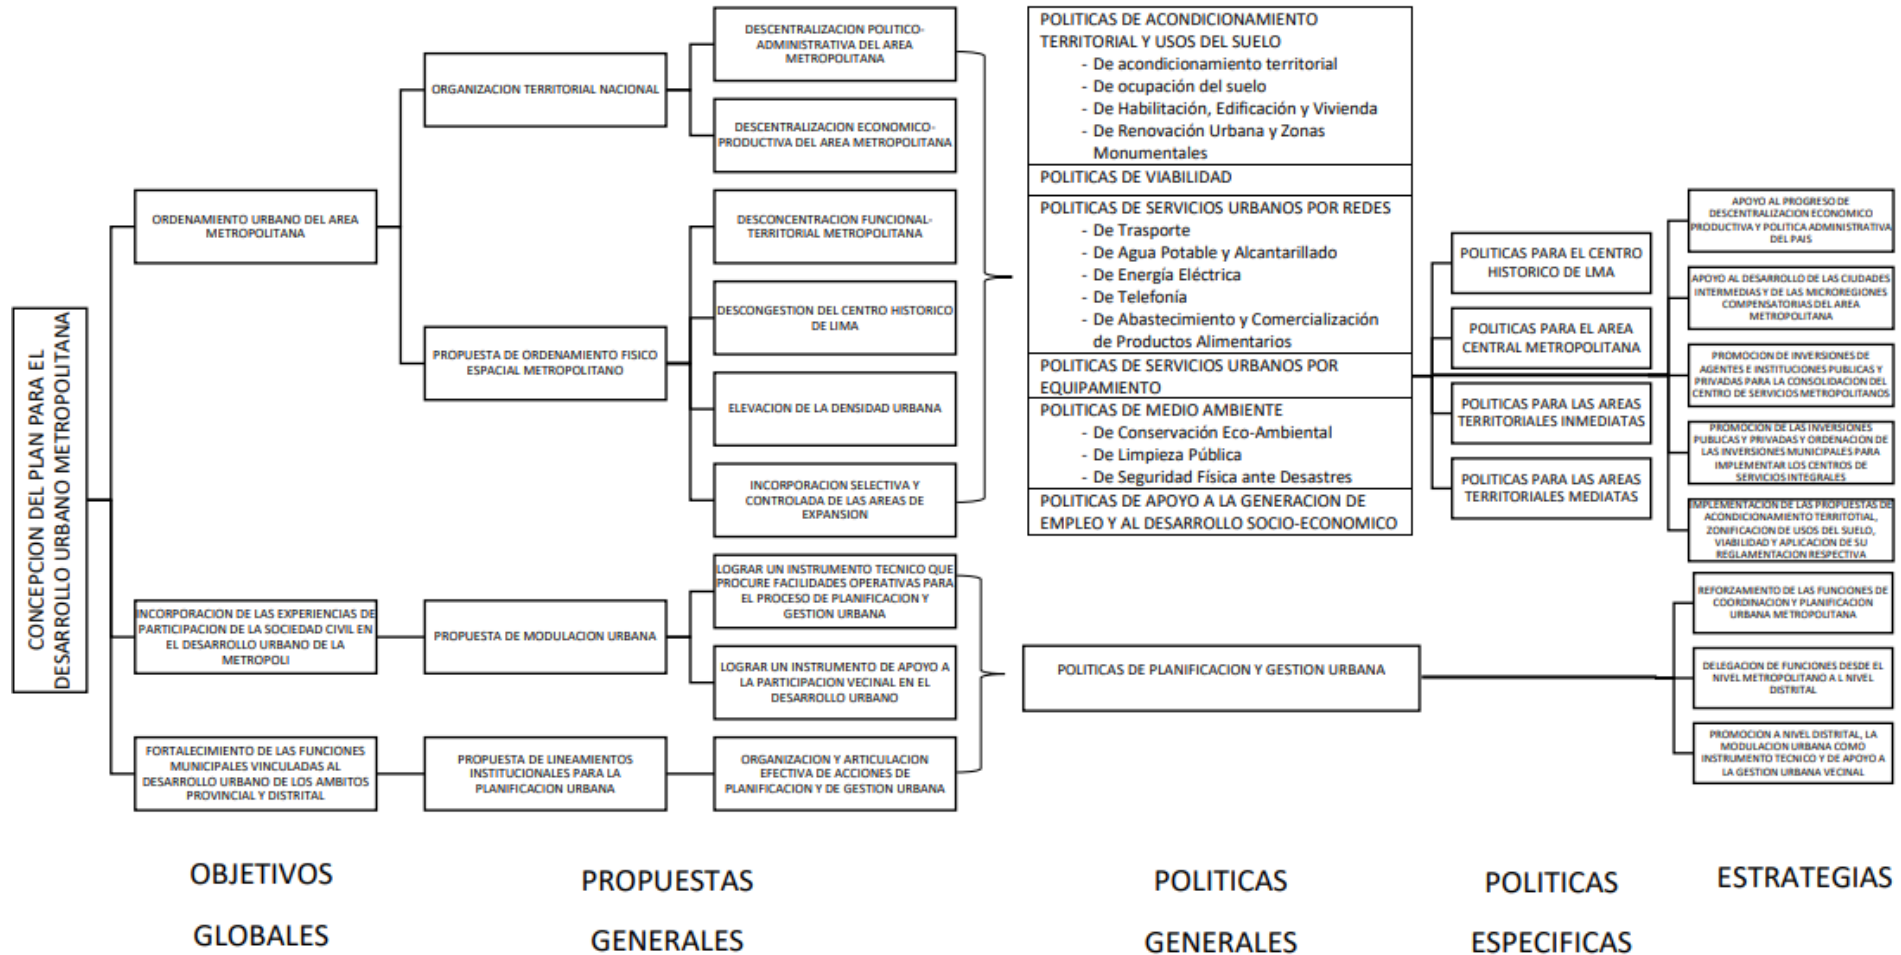 CONCEPCION DEL PLAN PARA EL
DESARROLLO URBANO METROPOLITANA
ORDENAMIENTO URBANO DEL AREA
METROPOLITANA
INCORPORACION DE LAS EXPERIENCIAS DE
PARTICIPACION DE LA SOCIEDAD CIVIL EN
EL DESARROLLO URBANO DE LA
METROPOLI
FORTALECIMIENTO DE LAS FUNCIONES
MUNICIPALES VINCULADAS AL
DESARROLLO URBANO DE LOS AMBITOS
PROVINCIAL Y DISTRITAL
ORGANIZACION TERRITORIAL NACIONAL
PROPUESTA DE ORDENAMIENTO FISICO
ESPACIAL METROPOLITANO
PROPUESTA DE MODULACION URBANA
PROPUESTA DE LINEAMIENTOS
INSTITUCIONALES PARA LA
PLANIFICACION URBANA
DESCENTRALIZACION POLITICO-
ADMINISTRATIVA DEL AREA
METROPOLITANA
DESCENTRALIZACION ECONOMICO-
PRODUCTIVA DEL AREA METROPOLITANA
DESCONCENTRACION FUNCIONAL-
TERRITORIAL METROPOLITANA
DESCONGESTION DEL CENTRO HISTORICO
DE LIMA
ELEVACION DE LA DENSIDAD URBANA
INCORPORACION SELECTIVA Y
CONTROLADA DE LAS AREAS DE
EXPANSION
LOGRAR UN INSTRUMENTO TECNICO QUE
PROCURE FACILIDADES OPERATIVAS PARA
EL PROCESO DE PLANIFICACION Y
GESTION URBANA
LOGRAR UN INSTRUMENTO DE APOYO A
LA PARTICIPACION VECINAL EN EL
DESARROLLO URBANO
ORGANIZACION Y ARTICULACION
EFECTIVA DE ACCIONES DE
PLANIFICACION Y DE GESTION URBANA
POLITICAS DE ACONDICIONAMIENTO
TERRITORIAL Y USOS DEL SUELO
- De acondicionamiento territorial
- De ocupación del suelo
- De Habilitación, Edificación y Vivienda
- De Renovación Urbana y Zonas
Monumentales
POLITICAS DE VIABILIDAD
POLITICAS DE SERVICIOS URBANOS POR REDES
- De Trasporte
- De Agua Potable y Alcantarillado
- De Energía Eléctrica
- De Telefonía
- De Abastecimiento y Comercialización
de Productos Alimentarios
POLITICAS DE SERVICIOS URBANOS POR
EQUIPAMIENTO
POLITICAS DE MEDIO AMBIENTE
- De Conservación Eco-Ambiental
- De Limpieza Pública
- De Seguridad Física ante Desastres
POLITICAS DE APOYO A LA GENERACION DE
EMPLEO Y AL DESARROLLO SOCIO-ECONOMICO
POLITICAS DE PLANIFICACION Y GESTION URBANA
POLITICAS PARA EL CENTRO
HISTORICO DE LMA
POLITICAS PARA EL AREA
CENTRAL METROPOLITANA
POLITICAS PARA LAS AREAS
TERRITORIALES INMEDIATAS
POLITICAS PARA LAS AREAS
TERRITORIALES MEDIATAS
APOYO AL PROGRESO DE
DESCENTRALIZACION ECONOMICO
PRODUCTIVA Y POLITICA ADMINISTRATIVA
DEL PAIS
APOYO AL DESARROLLO DE LAS CIUDADES
INTERMEDIAS Y DE LAS MICROREGIONES
COMPENSATORIAS DEL AREA
METROPOLITANA
PROMOCION DE INVERSIONES DE
AGENTES E INSTITUCIONES PUBLICAS Y
PRIVADAS PARA LA CONSOLIDACION DEL
CENTRO DE SERVICIOS METROPOLITANOS
PROMOCION DE LAS INVERSIONES
PUBLICAS Y PRIVADAS Y ORDENACION DE
LAS INVERSIONES MUNICIPALES PARA
IMPLEMENTAR LOS CENTROS DE
SERVICIOS INTEGRALES
IMPLEMENTACION DE LAS PROPUESTAS DE
ACONDICIONAMIENTO TERRITOTIAL,
ZONIFICACION DE USOS DEL SUELO,
VIABILIDAD Y APLICACION DE SU
REGLAMENTACION RESPECTIVA
REFORZAMIENTO DE LAS FUNCIONES DE
COORDINACION Y PLANIFICACION
URBANA METROPOLITANA
DELEGACION DE FUNCIONES DESDE EL
NIVEL METROPOLITANO A L NIVEL
DISTRITAL
PROMOCION A NIVEL DISTRITAL, LA
MODULACION URBANA COMO
INSTRUMENTO TECNICO Y DE APOYO A
LA GESTION URBANA VECINAL
OBJETIVOS
GLOBALES
PROPUESTAS
GENERALES
POLITICAS
GENERALES
POLITICAS
ESPECIFICAS
ESTRATEGIAS